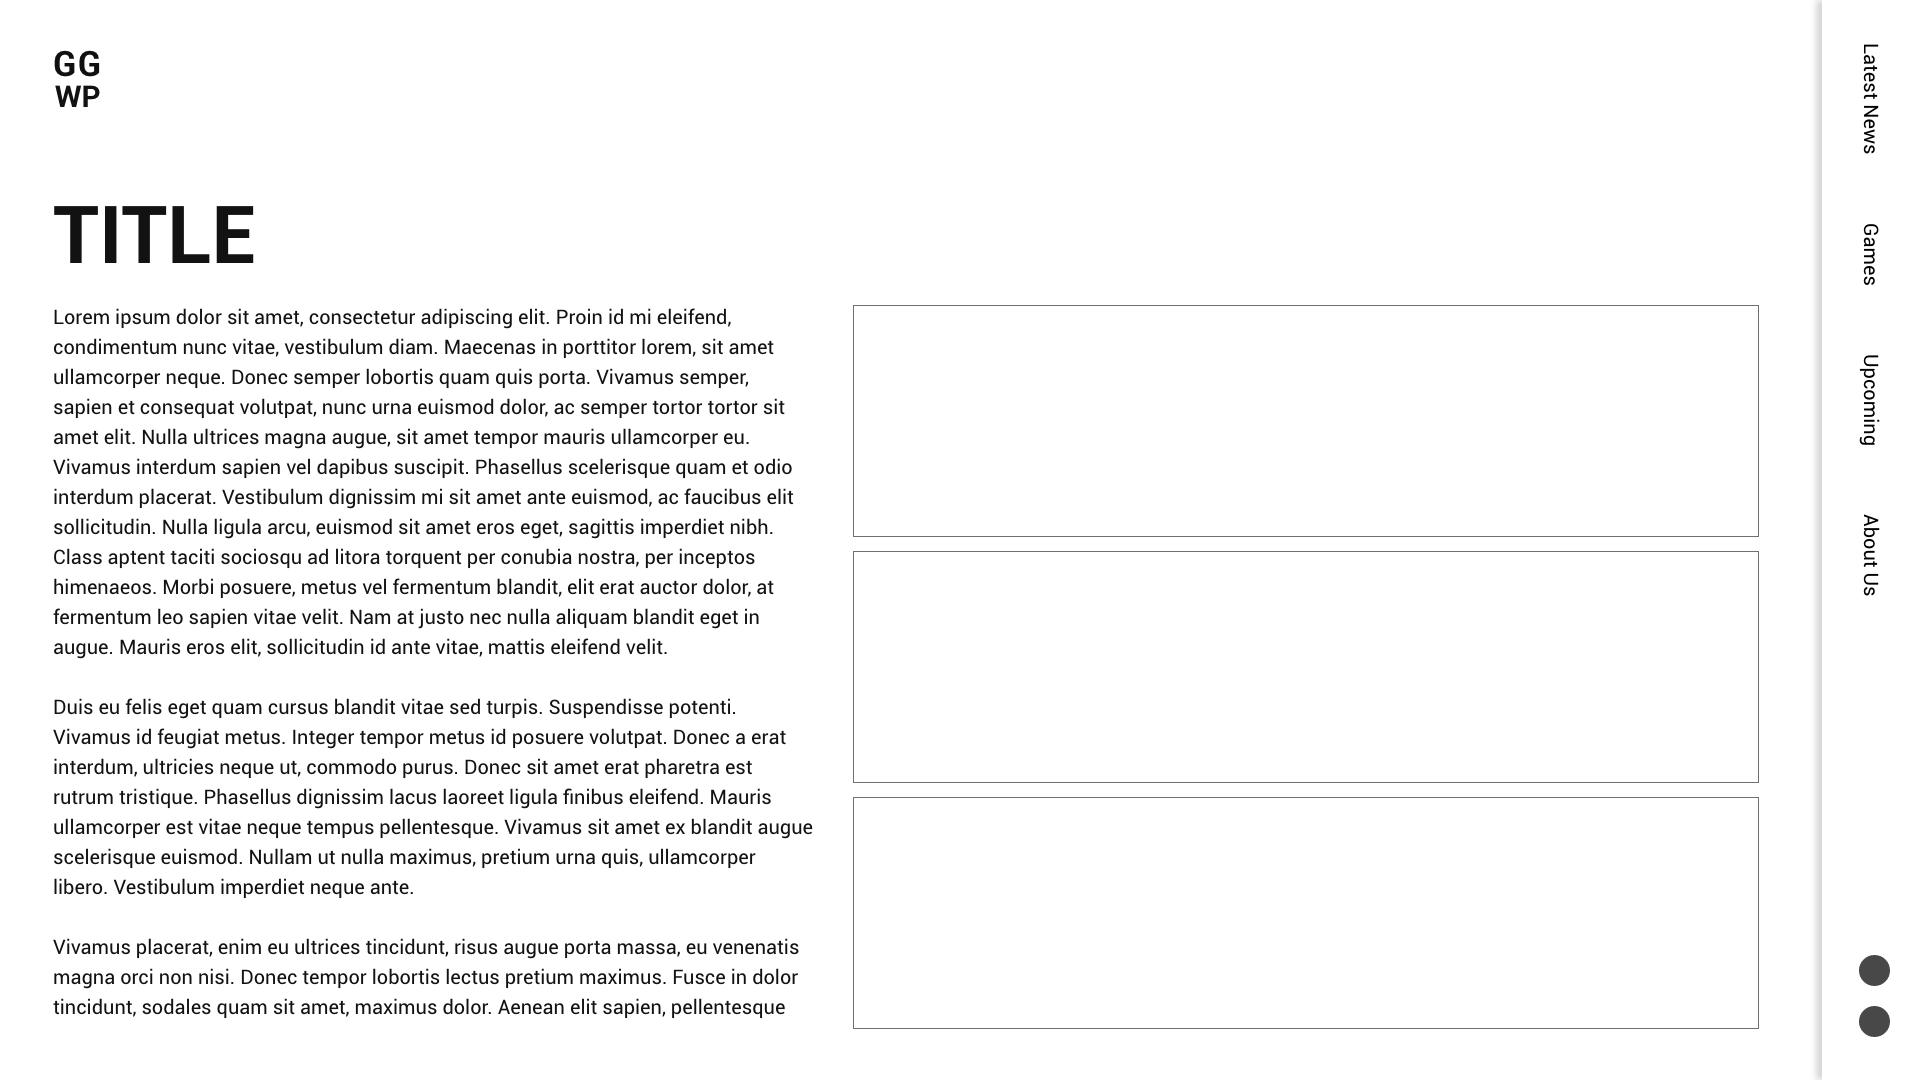 GG
WP
TITLE
Lorem ipsum dolor sit amet, consectetur adipiscing elit. Proin id mi eleifend,
condimentum nunc vitae, vestibulum diam. Maecenas in porttitor lorem, sit amet
ullamcorper neque. Donec semper lobortis quam quis porta. Vivamus semper,
sapien et consequat volutpat, nunc urna euismod dolor, ac semper tortor tortor sit
amet elit. Nulla ultrices magna augue, sit amet tempor mauris ullamcorper eu.
Vivamus interdum sapien vel dapibus suscipit. Phasellus scelerisque quam et odio
interdum placerat. Vestibulum dignissim mi sit amet ante euismod, ac faucibus elit
sollicitudin. Nulla ligula arcu, euismod sit amet eros eget, sagittis imperdiet nibh.
Class aptent taciti sociosqu ad litora torquent per conubia nostra, per inceptos
himenaeos. Morbi posuere, metus vel fermentum blandit, elit erat auctor dolor, at
fermentum leo sapien vitae velit. Nam at justo nec nulla aliquam blandit eget in
augue. Mauris eros elit, sollicitudin id ante vitae, mattis eleifend velit.
Duis eu felis eget quam cursus blandit vitae sed turpis. Suspendisse potenti.
Vivamus id feugiat metus. Integer tempor metus id posuere volutpat. Donec a erat
interdum, ultricies neque ut, commodo purus. Donec sit amet erat pharetra est
rutrum tristique. Phasellus dignissim lacus laoreet ligula finibus eleifend. Mauris
ullamcorper est vitae neque tempus pellentesque. Vivamus sit amet ex blandit augue
scelerisque euismod. Nullam ut nulla maximus, pretium urna quis, ullamcorper
libero. Vestibulum imperdiet neque ante.
Vivamus placerat, enim eu ultrices tincidunt, risus augue porta massa, eu venenatis
magna orci non nisi. Donec tempor lobortis lectus pretium maximus. Fusce in dolor
tincidunt, sodales quam sit amet, maximus dolor. Aenean elit sapien, pellentesque
Latest News
Games
Upcoming
About Us